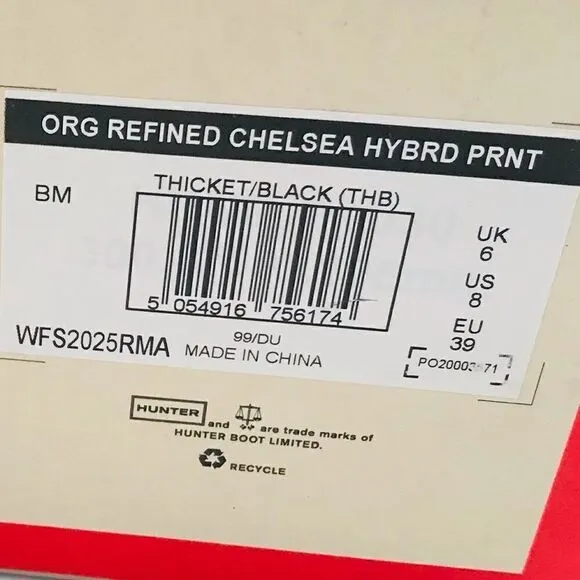 ORG REFINED CHELSEA HYBRD PRNT
BM
THICKET/BLACK (THB)
5 054916 756174
UK
6
US
8
EU
39
WFS2025RMA
99/DU
MADE IN CHINA
HUNTER and are trade marks of
HUNTER BOOT LIMITED.
RECYCLE